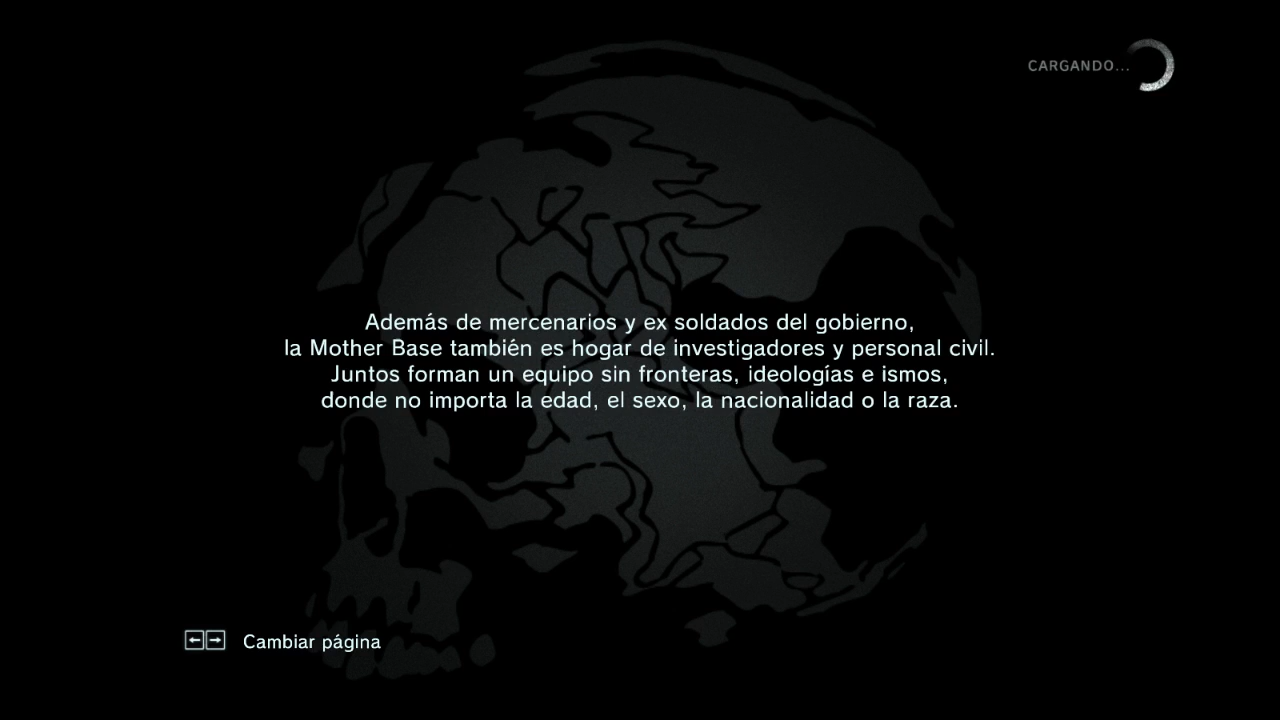 CARGANDO...
Además de mercenarios y ex soldados del gobierno,
la Mother Base también es hogar de investigadores y personal civil.
Juntos forman un equipo sin fronteras, ideologías e ismos,
donde no importa la edad, el sexo, la nacionalidad o la raza.
Cambiar página